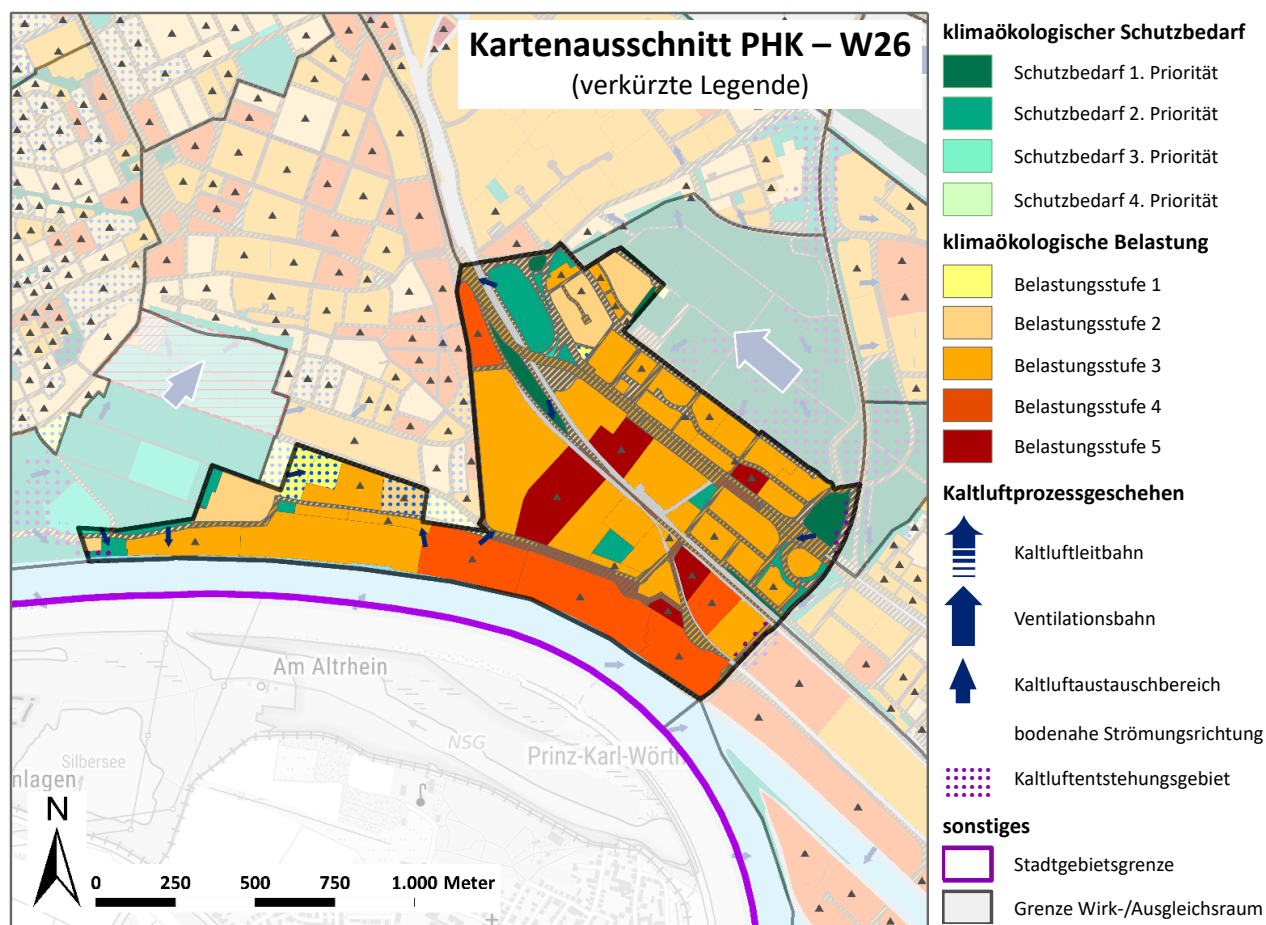 Kartenausschnitt PHK – W26
(verkürzte Legende)
Am Altrhein
Silbersee
nlagen
NSG
Prinz-Karl-Wörth
N
0 250 500 750 1.000 Meter
klimaökologischer Schutzbedarf
Schutzbedarf 1. Priorität
Schutzbedarf 2. Priorität
Schutzbedarf 3. Priorität
Schutzbedarf 4. Priorität
klimaökologische Belastung
Belastungsstufe 1
Belastungsstufe 2
Belastungsstufe 3
Belastungsstufe 4
Belastungsstufe 5
Kaltluftprozessgeschehen
Kaltluftleitbahn
Ventilationsbahn
Kaltluftaustauschbereich
bodenahe Strömungsrichtung
Kaltluftentstehungsgebiet
sonstiges
Stadtgebietsgrenze
Grenze Wirk-/Ausgleichsraum